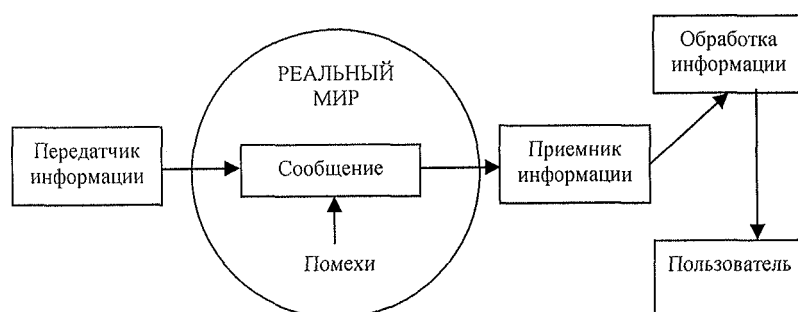 Обработка
информации
РЕАЛЬНЫЙ
МИР
Передатчик
информации
Сообщение
Приемник
информации
Помехи
Пользователь